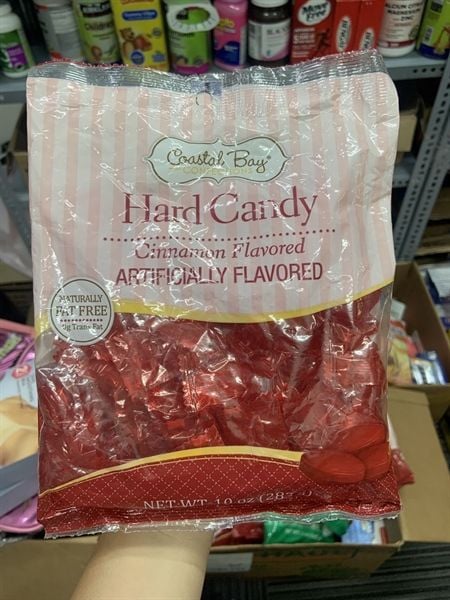 Coastal Bay
CONFECTIONS
Hard Candy
Cinnamon Flavored
ARTIFICIALLY FLAVORED
NATURALLY
FAT FREE
0g Trans Fat
NET WT 10 oz